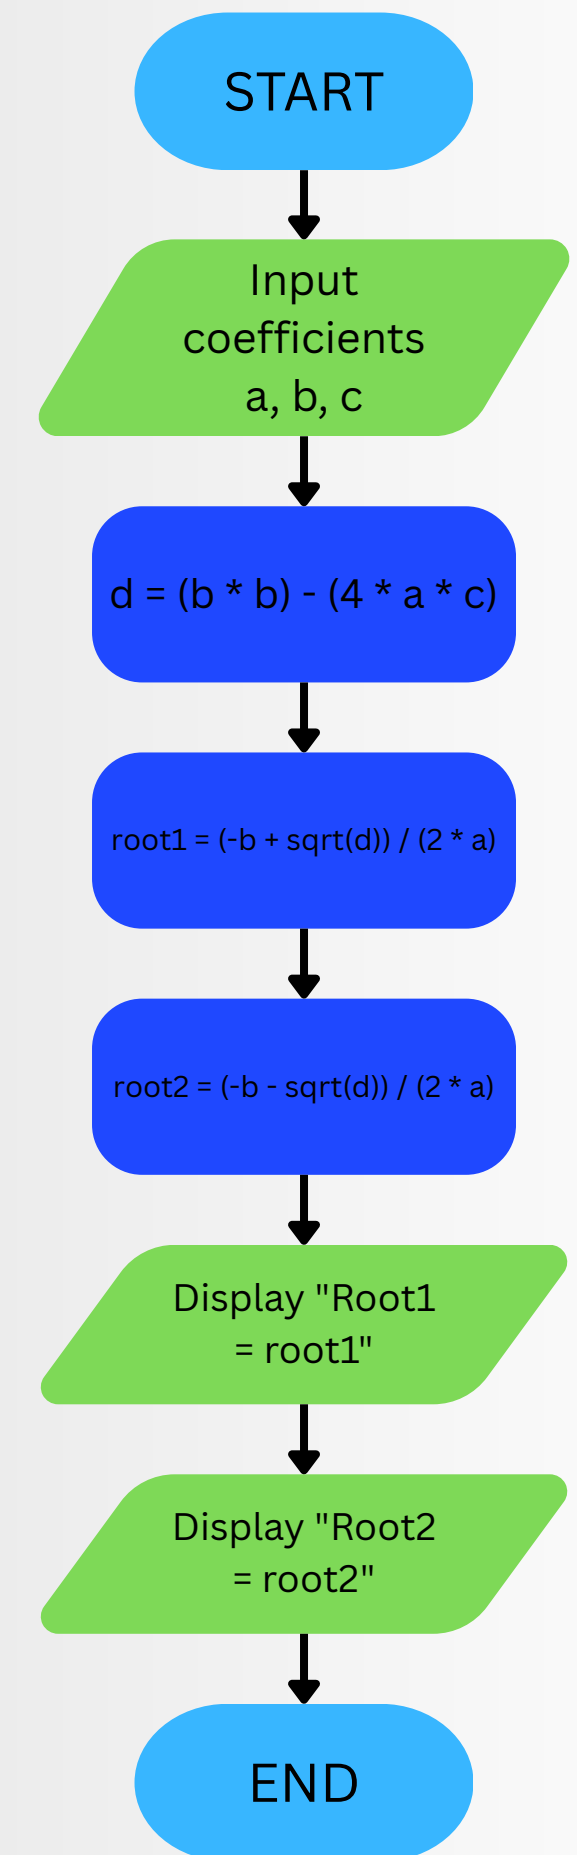 START
Input
coefficients
a, b, c
d = (b * b) - (4 * a * c)
root1 = (-b + sqrt(d)) / (2 * a)
root2 = (-b - sqrt(d)) / (2 * a)
Display "Root1
= root1"
Display "Root2
= root2"
END